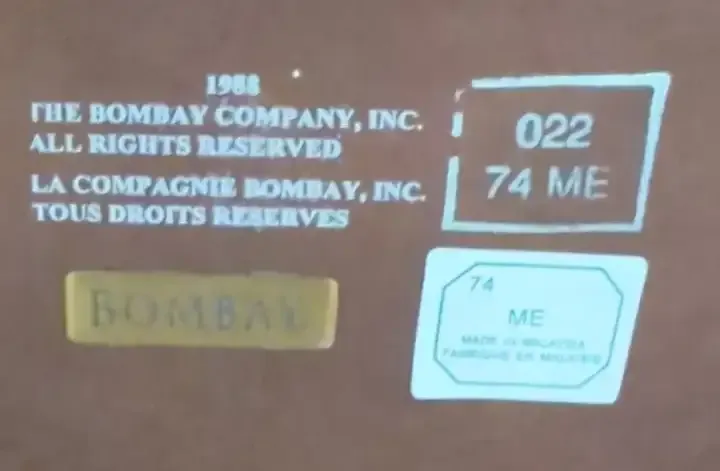 1988
THE BOMBAY COMPANY, INC.
ALL RIGHTS RESERVED
LA COMPAGNIE BOMBAY, INC.
TOUS DROITS RESERVES
022
74 ME
BOMBAY
74
ME
MADE IN MALAYSIA
FABRIQUE EN MALAISIE